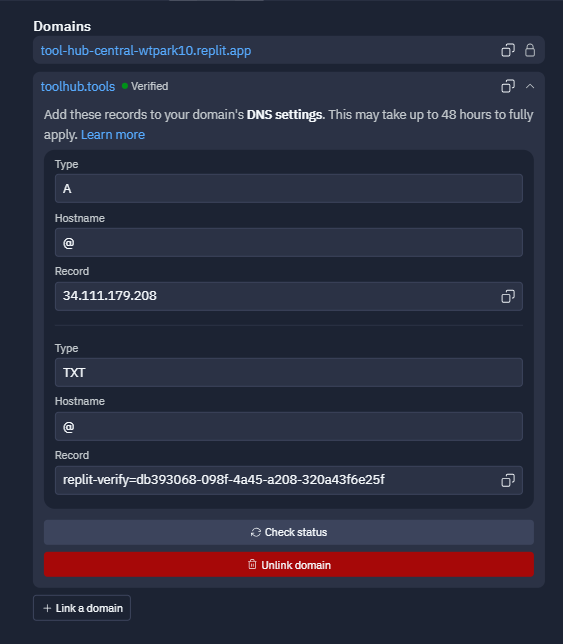 Domains
tool-hub-central-wtpark10.replit.app
toolhub.tools Verified
Add these records to your domain's DNS settings. This may take up to 48 hours to fully
apply. Learn more
Type
A
Hostname
@
Record
34.111.179.208
Type
TXT
Hostname
@
Record
replit-verify=db393068-098f-4a45-a208-320a43f6e25f
Check status
Unlink domain
+ Link a domain